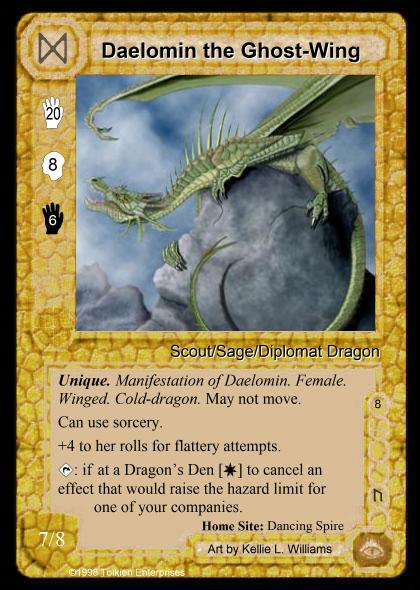 Daelomin the Ghost-Wing
20
8
6
Scout/Sage/Diplomat Dragon
Unique. Manifestation of Daelomin. Female.
Winged. Cold-dragon. May not move.
8
Can use sorcery.
+4 to her rolls for flattery attempts.
: if at a Dragon's Den [✷] to cancel an
effect that would raise the hazard limit for
one of your companies.
Home Site: Dancing Spire
7/8
Art by Kellie L. Williams
©1998 Tolkien Enterprises